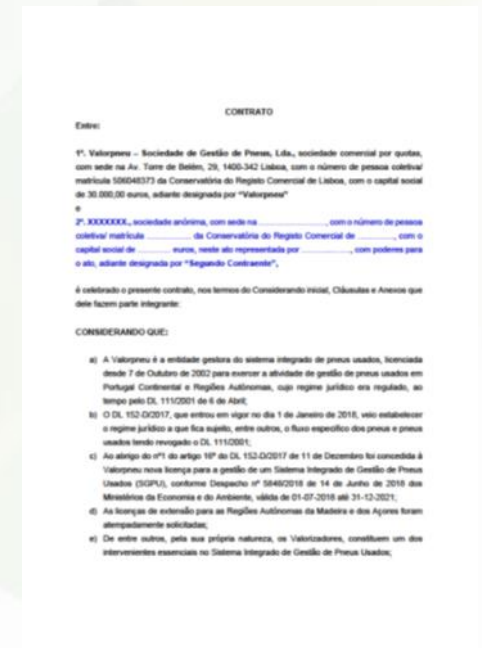 CONTRATO
Entre:
1º. Valorpneu – Sociedade de Gestão de Pneus, Lda., sociedade comercial por quotas,
com sede na Av. Torre de Belém, 29, 1400-342 Lisboa, com o número de pessoa coletiva/
matrícula 506048373 da Conservatória do Registo Comercial de Lisboa, com o capital social
de 30.000,00 euros, adiante designada por "Valorpneu"
e
2º. XXXXXXX., sociedade anónima, com sede na ........................, com o número de pessoa
coletiva/ matrícula ................ da Conservatória do Registo Comercial de ............., com o
capital social de ............ euros, neste ato representada por ................., com poderes para
o ato, adiante designada por "Segundo Contraente",
é celebrado o presente contrato, nos termos do Considerando inicial, Cláusulas e Anexos que
dele fazem parte integrante:
CONSIDERANDO QUE:
a) A Valorpneu é a entidade gestora do sistema integrado de pneus usados, licenciada
desde 7 de Outubro de 2002 para exercer a atividade de gestão de pneus usados em
Portugal Continental e Regiões Autónomas, cujo regime jurídico era regulado, ao
tempo pelo DL 111/2001 de 6 de Abril;
b) O DL 152-D/2017, que entrou em vigor no dia 1 de Janeiro de 2018, veio estabelecer
o regime jurídico a que fica sujeito, entre outros, o fluxo específico dos pneus e pneus
usados tendo revogado o DL 111/2001;
c) Ao abrigo do nº1 do artigo 16º do DL 152-D/2017 de 11 de Dezembro foi concedida à
Valorpneu nova licença para a gestão de um Sistema Integrado de Gestão de Pneus
Usados (SGPU), conforme Despacho nº 5848/2018 de 14 de Junho de 2018 dos
Ministérios da Economia e do Ambiente, válida de 01-07-2018 até 31-12-2021;
d) As licenças de extensão para as Regiões Autónomas da Madeira e dos Açores foram
atempadamente solicitadas;
e) De entre outros, pela sua própria natureza, os Valorizadores, constituem um dos
intervenientes essenciais no Sistema Integrado de Gestão de Pneus Usados;